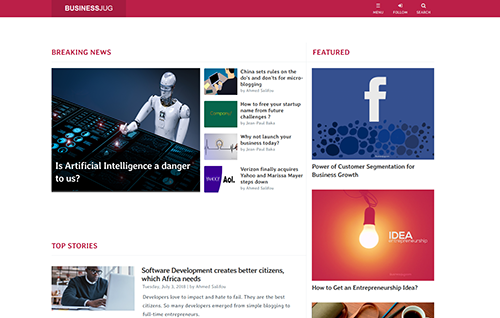 BUSINESSJUG
MENU
FOLLOW
SEARCH
BREAKING NEWS
Is Artificial Intelligence a danger
to us?
China sets rules on the
do's and don'ts for micro-
blogging
by Ahmed Salifou
How to free your startup
name from future
challenges ?
by Jean-Paul Bake
Why not launch your
business today?
by Jean-Paul Bake
YAHOO!
Aol.
Verizon finally acquires
Yahoo and Marissa Mayer
steps down
by Ahmed Salifou
FEATURED
f
Power of Customer Segmentation for
Business Growth
IDEA
entrepreneurship
How to Get an Entrepreneurship Idea?
TOP STORIES
Software Development creates better citizens,
which Africa needs
Tuesday, July 3, 2018 | by Ahmed Salifou
Developers love to impact and hate to fail. They are the best
citizens. So many developers emerged from simple blogging to
full-time entrepreneurs.